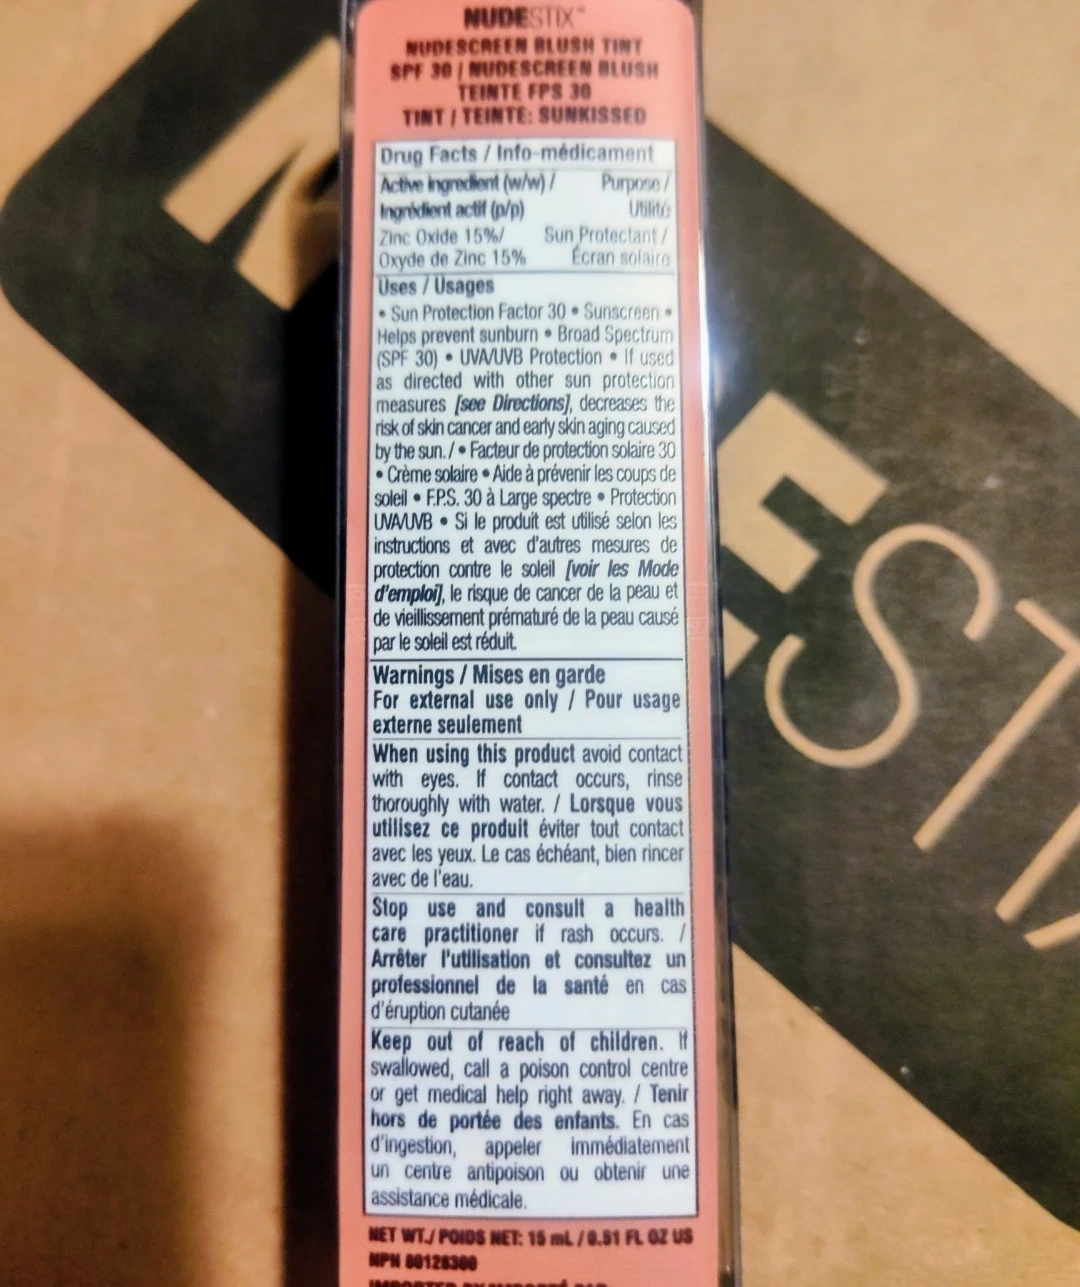 NUDESTIX™
NUDESCREEN BLUSH TINT
SPF 30 / NUDESCREEN BLUSH
TEINTE FPS 30
TINT / TEINTE: SUNKISSED
Drug Facts / Info-médicament
Active ingredient (w/w) / Purpose /
Ingrédient actif (p/p) Utilité
Zinc Oxide 15%/ Sun Protectant /
Oxyde de Zinc 15% Écran solaire
Uses / Usages
• Sun Protection Factor 30 • Sunscreen •
Helps prevent sunburn • Broad Spectrum
(SPF 30) • UVA/UVB Protection • If used
as directed with other sun protection
measures [see Directions], decreases the
risk of skin cancer and early skin aging caused
by the sun. / • Facteur de protection solaire 30
• Crème solaire • Aide à prévenir les coups de
soleil • F.P.S. 30 à Large spectre • Protection
UVA/UVB • Si le produit est utilisé selon les
instructions et avec d'autres mesures de
protection contre le soleil [voir les Mode
d'emploi], le risque de cancer de la peau et
de vieillissement prématuré de la peau causé
par le soleil est réduit.
Warnings / Mises en garde
For external use only / Pour usage
externe seulement
When using this product avoid contact
with eyes. If contact occurs, rinse
thoroughly with water. / Lorsque vous
utilisez ce produit éviter tout contact
avec les yeux. Le cas échéant, bien rincer
avec de l'eau.
Stop use and consult a health
care practitioner if rash occurs. /
Arrêter l'utilisation et consultez un
professionnel de la santé en cas
d'éruption cutanée
Keep out of reach of children. If
swallowed, call a poison control centre
or get medical help right away. / Tenir
hors de portée des enfants. En cas
d'ingestion, appeler immédiatement
un centre antipoison ou obtenir une
assistance médicale.
NET WT./ POIDS NET: 15 mL / 0.51 FL OZ US
NPN 80128300
ESTI